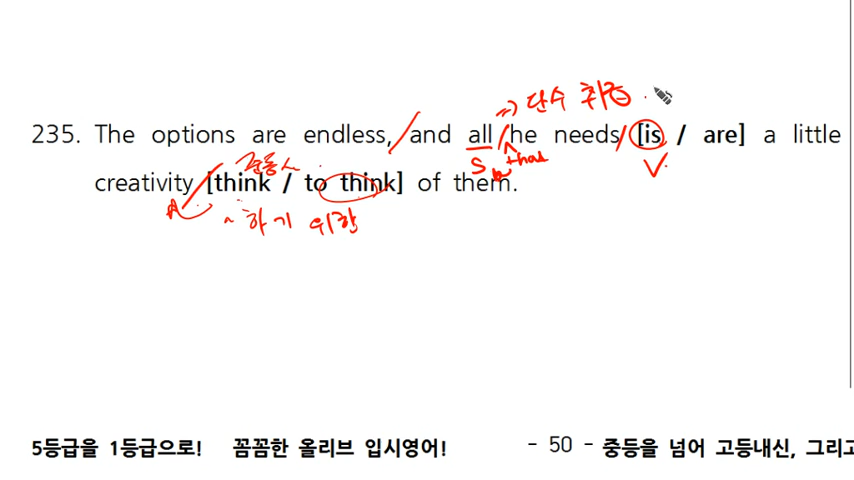 ⇒ 단수 취급
235. The options are endless, / and all / he needs / [is / are] a little
S that V
준동사
creativity [think / to think] of them.
~하기 위한
5등급을 1등급으로! 꼼꼼한 올리브 입시영어! - 50 - 중등을 넘어 고등내신, 그리고